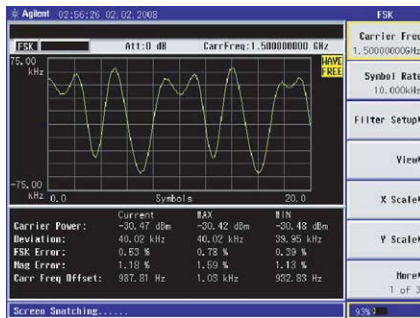 Agilent 02:56:26 02.02.2008 FSK
FSK Att:0 dB CarrFreq:1.500000000 GHz
75.00
kHz
WAVE
FREE
-75.00
kHz 0.0 Symbols 20.0
Current MAX MIN
Carrier Power: -30.47 dBm -30.42 dBm -30.48 dBm
Deviation: 40.02 kHz 40.02 kHz 39.95 kHz
FSK Error: 0.53 % 0.78 % 0.39 %
Mag Error: 1.18 % 1.59 % 1.13 %
Carr Freq Offset: 987.81 Hz 1.03 kHz 932.83 Hz
Screen Snatching......
Carrier Freq
1.50000000GHz
Symbol Rate
10.000kHz
Filter Setup
View
X Scale
Y Scale
More
1 of 3
93%